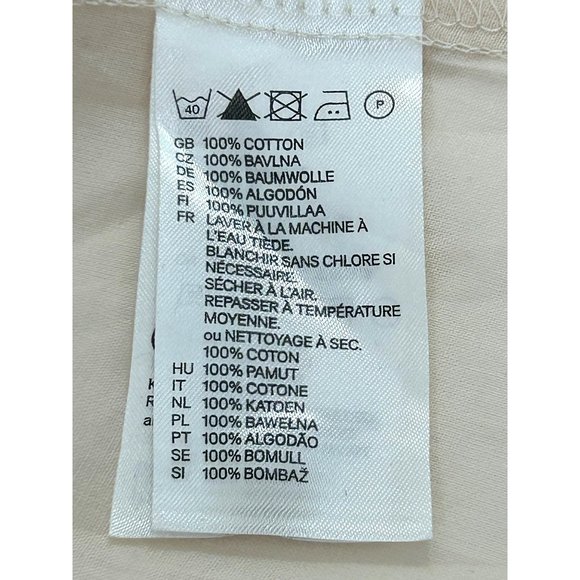 40 P
GB 100% COTTON
CZ 100% BAVLNA
DE 100% BAUMWOLLE
ES 100% ALGODÓN
FI 100% PUUVILLAA
FR LAVER À LA MACHINE À
L'EAU TIÈDE.
BLANCHIR SANS CHLORE SI
NÉCESSAIRE.
SÉCHER À L'AIR.
REPASSER À TEMPÉRATURE
MOYENNE.
ou NETTOYAGE À SEC.
100% COTON
HU 100% PAMUT
IT 100% COTONE
NL 100% KATOEN
PL 100% BAWEŁNA
PT 100% ALGODÃO
SE 100% BOMULL
SI 100% BOMBAŽ